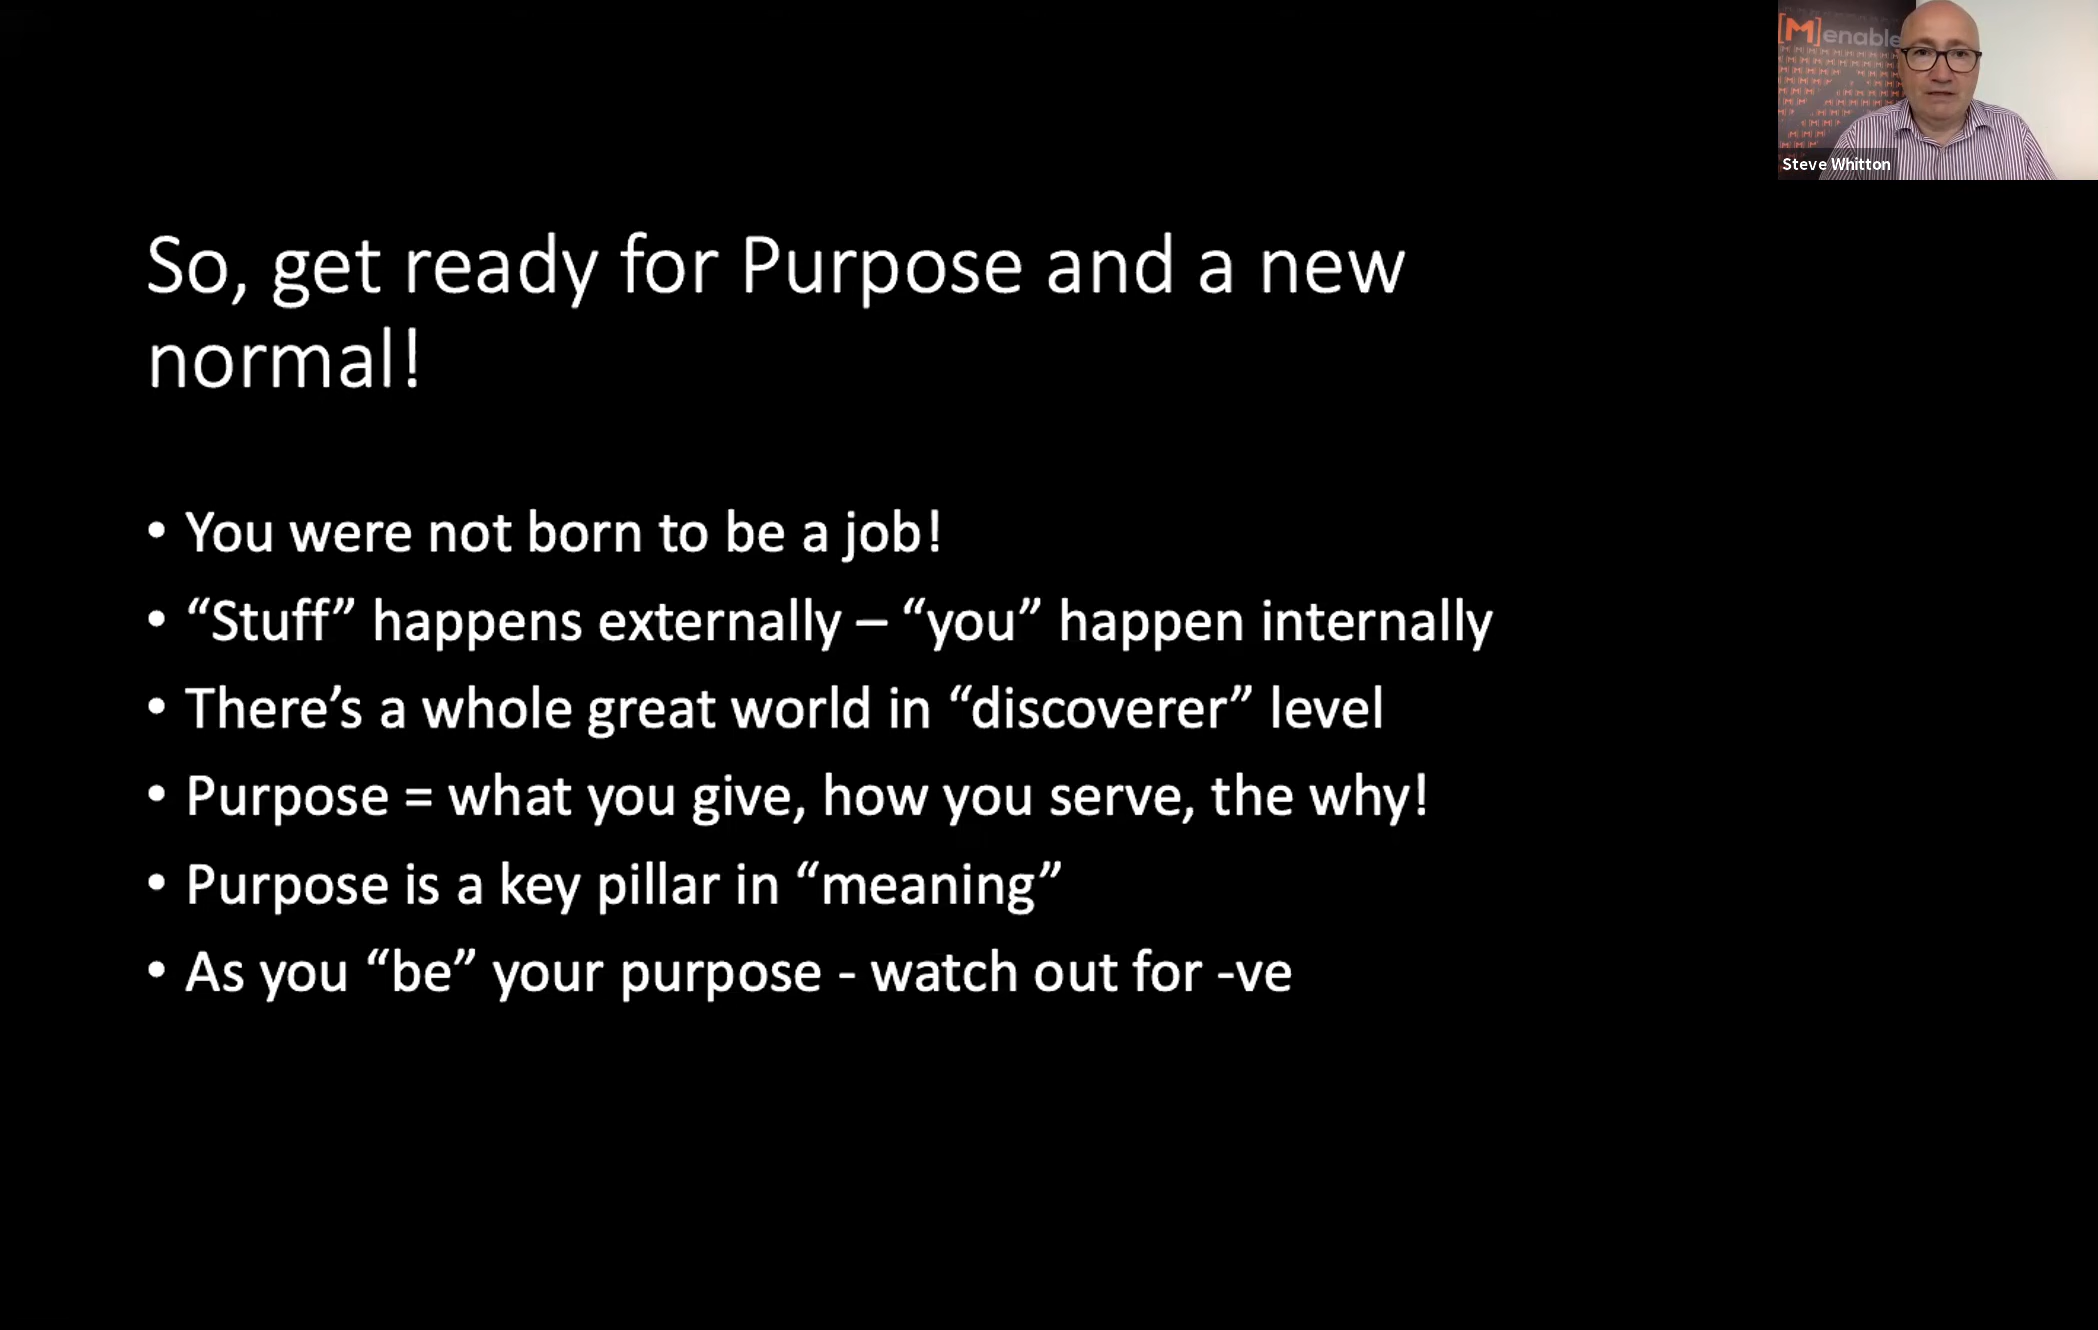 [M]enable
Steve Whitton
So, get ready for Purpose and a new
normal!
• You were not born to be a job!
• “Stuff” happens externally – “you” happen internally
• There’s a whole great world in “discoverer” level
• Purpose = what you give, how you serve, the why!
• Purpose is a key pillar in “meaning”
• As you “be” your purpose - watch out for -ve